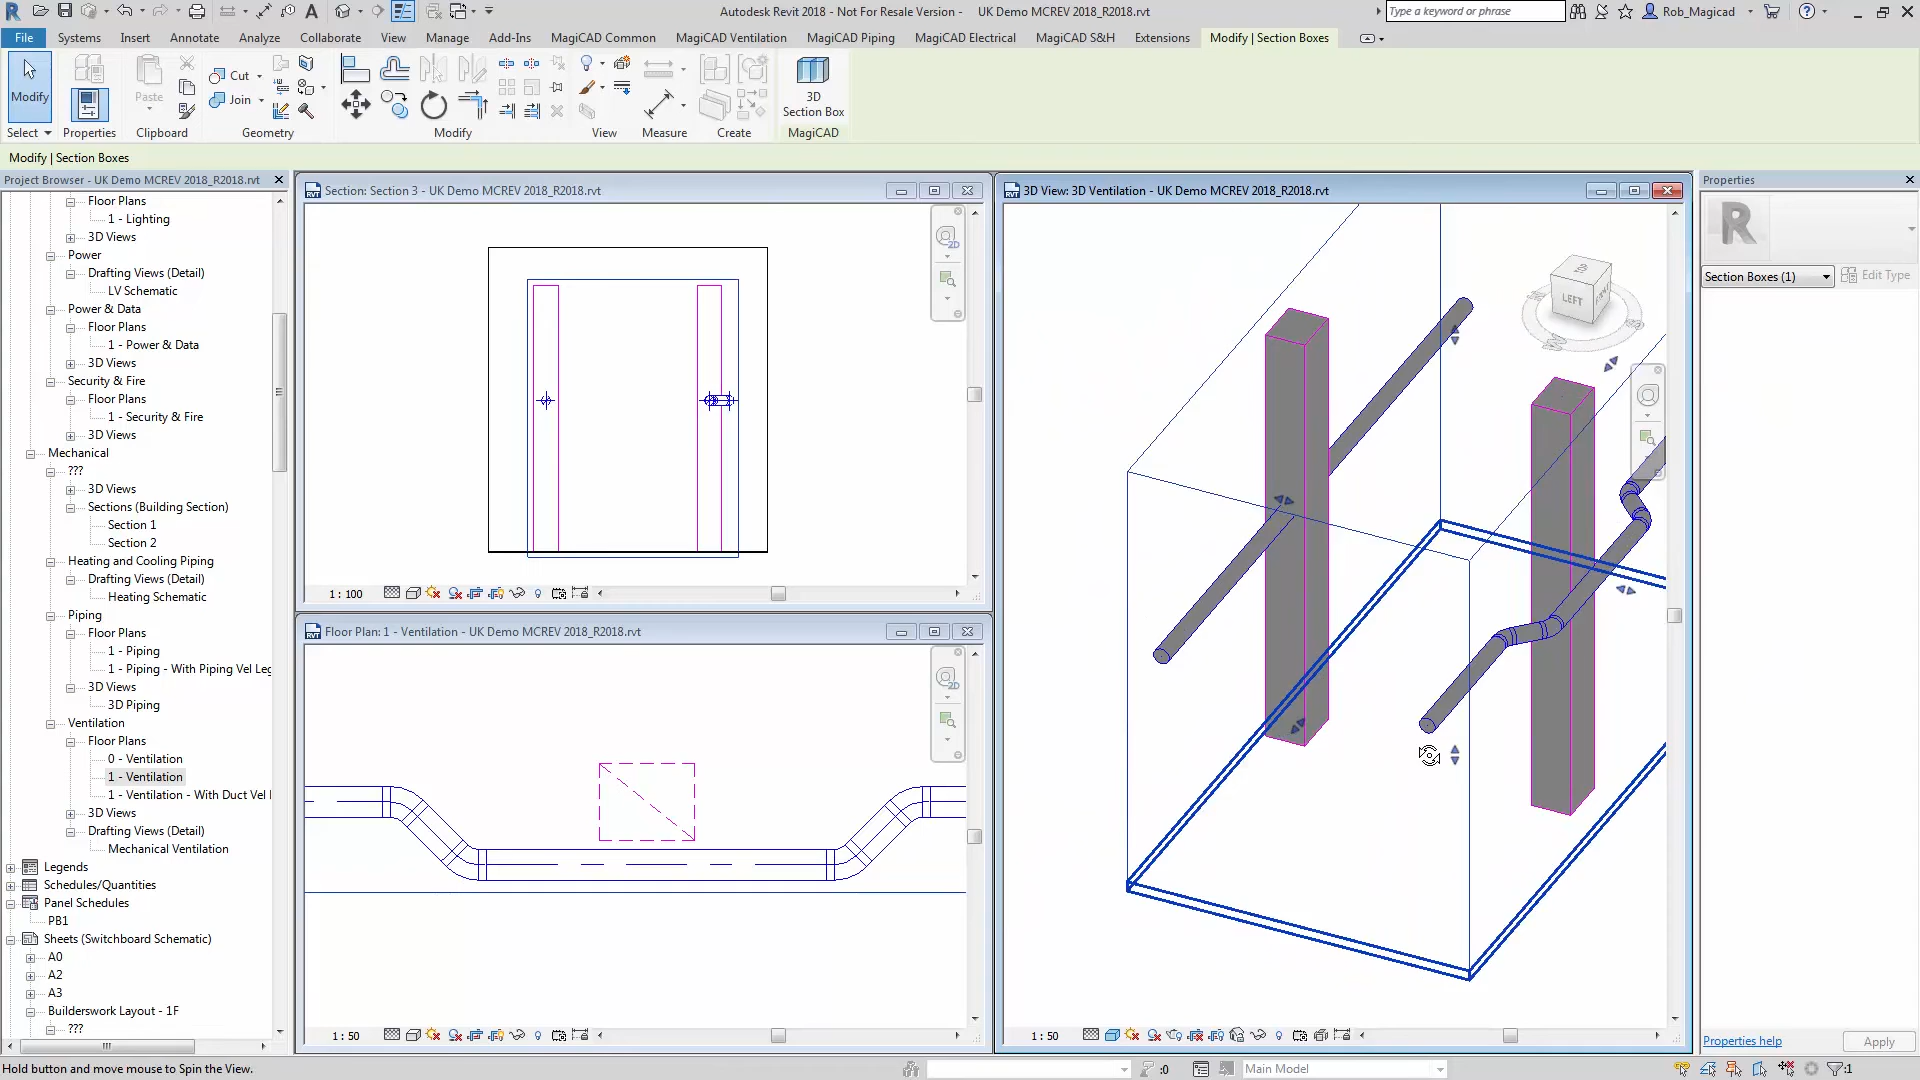 Autodesk Revit 2018 - Not For Resale Version - UK Demo MCREV 2018_R2018.rvt
Type a keyword or phrase
Rob_Magicad
File Systems Insert Annotate Analyze Collaborate View Manage Add-Ins MagiCAD Common MagiCAD Ventilation MagiCAD Piping MagiCAD Electrical MagiCAD S&H Extensions Modify | Section Boxes
Modify
Paste
Cut
Join
3D
Section Box
Select Properties Clipboard Geometry Modify View Measure Create MagiCAD
Modify | Section Boxes
Project Browser - UK Demo MCREV 2018_R2018.rvt
Floor Plans
1 - Lighting
3D Views
Power
Drafting Views (Detail)
LV Schematic
Power & Data
Floor Plans
1 - Power & Data
3D Views
Security & Fire
Floor Plans
1 - Security & Fire
3D Views
Mechanical
???
3D Views
Sections (Building Section)
Section 1
Section 2
Heating and Cooling Piping
Drafting Views (Detail)
Heating Schematic
Piping
Floor Plans
1 - Piping
1 - Piping - With Piping Vel Leg
3D Views
3D Piping
Ventilation
Floor Plans
0 - Ventilation
1 - Ventilation
1 - Ventilation - With Duct Vel
3D Views
Drafting Views (Detail)
Mechanical Ventilation
Legends
Schedules/Quantities
Panel Schedules
PB1
Sheets (Switchboard Schematic)
A0
A2
A3
Builderswork Layout - 1F
???
Section: Section 3 - UK Demo MCREV 2018_R2018.rvt
2D
1 : 100
Floor Plan: 1 - Ventilation - UK Demo MCREV 2018_R2018.rvt
2D
1 : 50
3D View: 3D Ventilation - UK Demo MCREV 2018_R2018.rvt
LEFT
1 : 50
Properties
Section Boxes (1)
Edit Type
Properties help
Apply
Hold button and move mouse to Spin the View.
:0
Main Model
:1